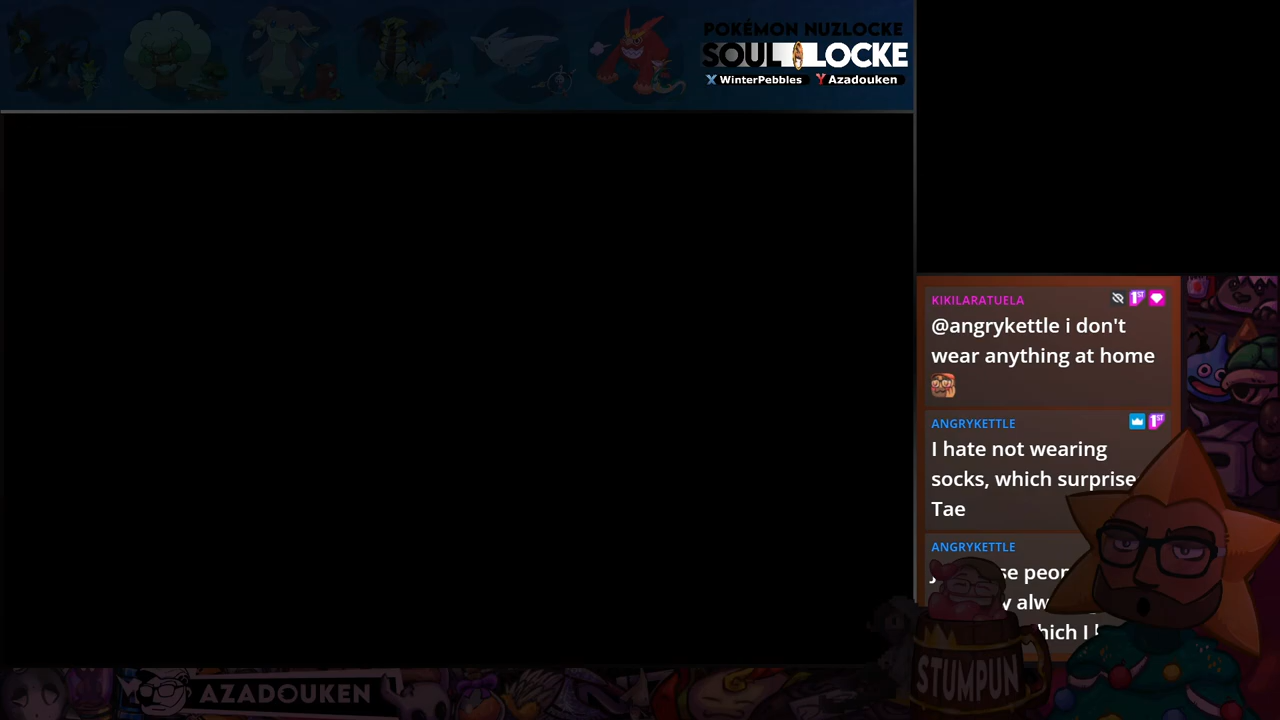 POKÉMON NUZLOCKE
SOUL LOCKE
WinterPebbles Azadouken
KIKILARATUELA
@angrykettle i don't
wear anything at home
ANGRYKETTLE
I hate not wearing
socks, which surprise
Tae
ANGRYKETTLE
hich I
STUMPUN
AZADOUKEN